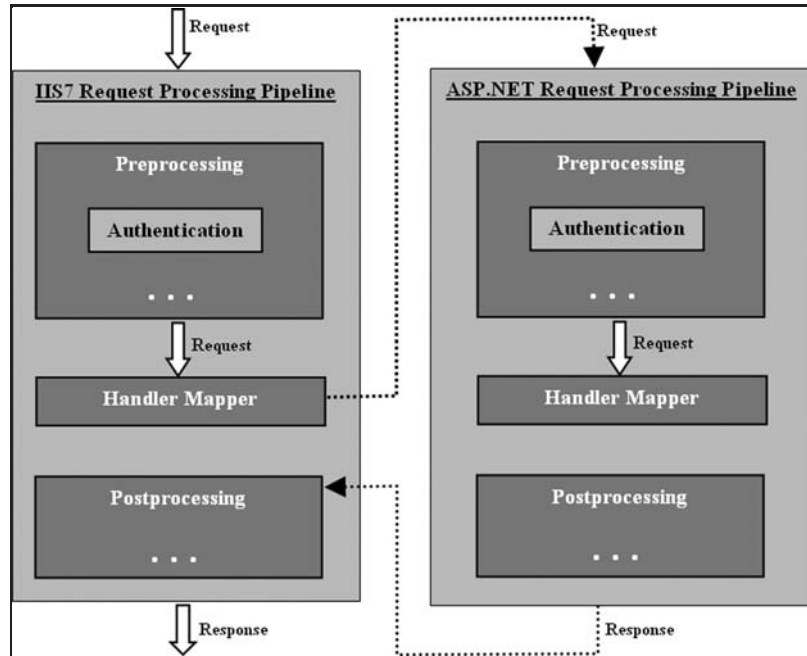 Request
IIS7 Request Processing Pipeline
Preprocessing
Authentication
. . .
Request
Handler Mapper
Postprocessing
. . .
Response
Request
ASP.NET Request Processing Pipeline
Preprocessing
Authentication
. . .
Request
Handler Mapper
Postprocessing
. . .
Response